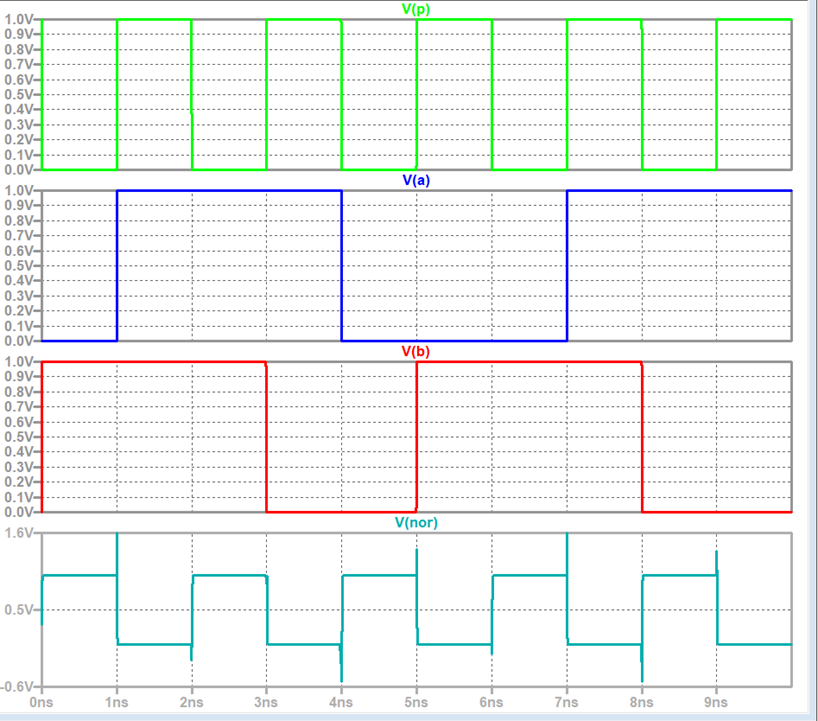 V(p)
1.0V
0.9V
0.8V
0.7V
0.6V
0.5V
0.4V
0.3V
0.2V
0.1V
0.0V
V(a)
1.0V
0.9V
0.8V
0.7V
0.6V
0.5V
0.4V
0.3V
0.2V
0.1V
0.0V
V(b)
1.0V
0.9V
0.8V
0.7V
0.6V
0.5V
0.4V
0.3V
0.2V
0.1V
0.0V
V(nor)
1.6V
0.5V
-0.6V
0ns 1ns 2ns 3ns 4ns 5ns 6ns 7ns 8ns 9ns